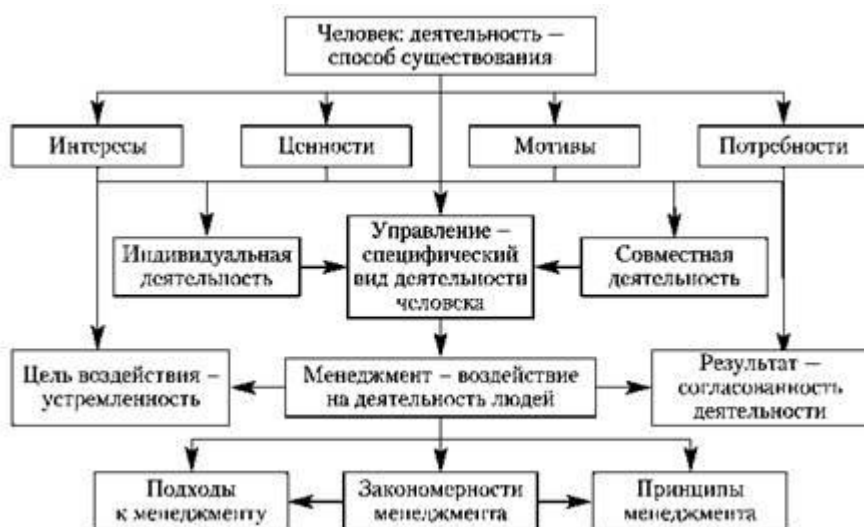 Человек: деятельность –
способ существования
Интересы
Ценности
Мотивы
Потребности
Индивидуальная
деятельность
Управление –
специфический
вид деятельности
человека
Совместная
деятельность
Цель воздействия –
устремленность
Менеджмент – воздействие
на деятельность людей
Результат –
согласованность
деятельности
Подходы
к менеджменту
Закономерности
менеджмента
Принципы
менеджмента